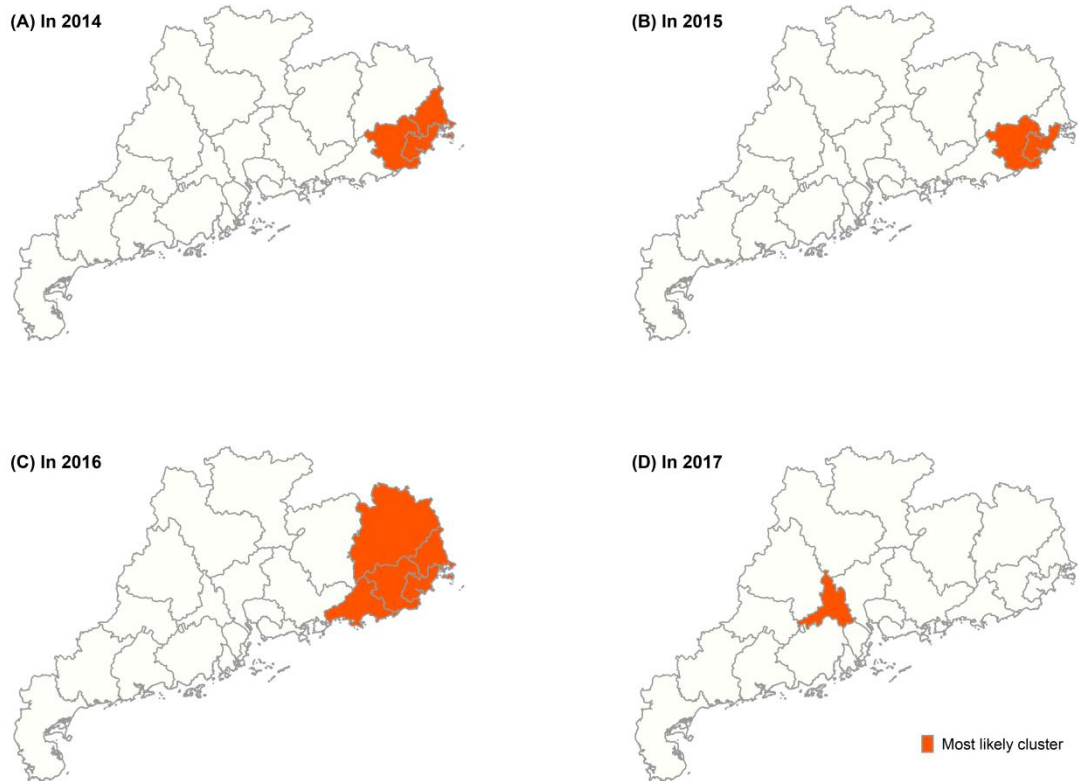 (A) In 2014
(B) In 2015
(C) In 2016
(D) In 2017
Most likely cluster